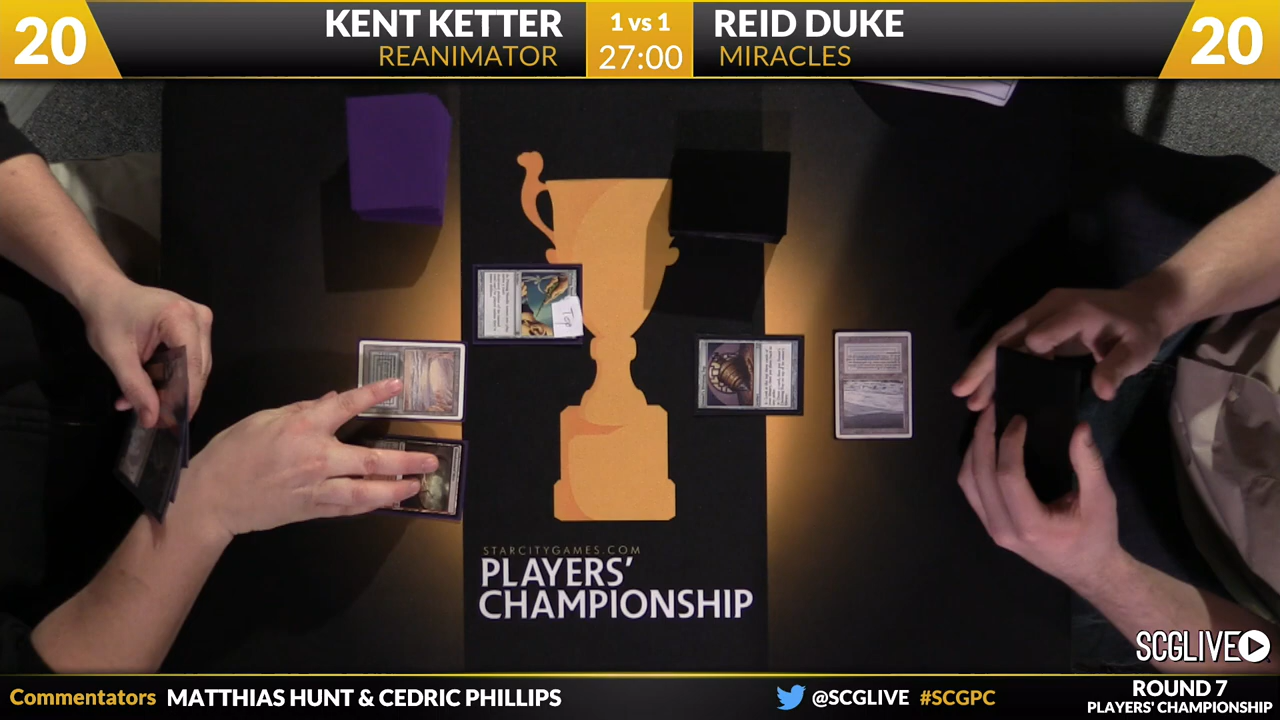 20
KENT KETTER
REANIMATOR
1 vs 1
27:00
REID DUKE
MIRACLES
20
Top
STARCITYGAMES.COM
PLAYERS'
CHAMPIONSHIP
SCGLIVE
Commentators MATTHIAS HUNT & CEDRIC PHILLIPS
@SCGLIVE #SCGPC
ROUND 7
PLAYERS' CHAMPIONSHIP